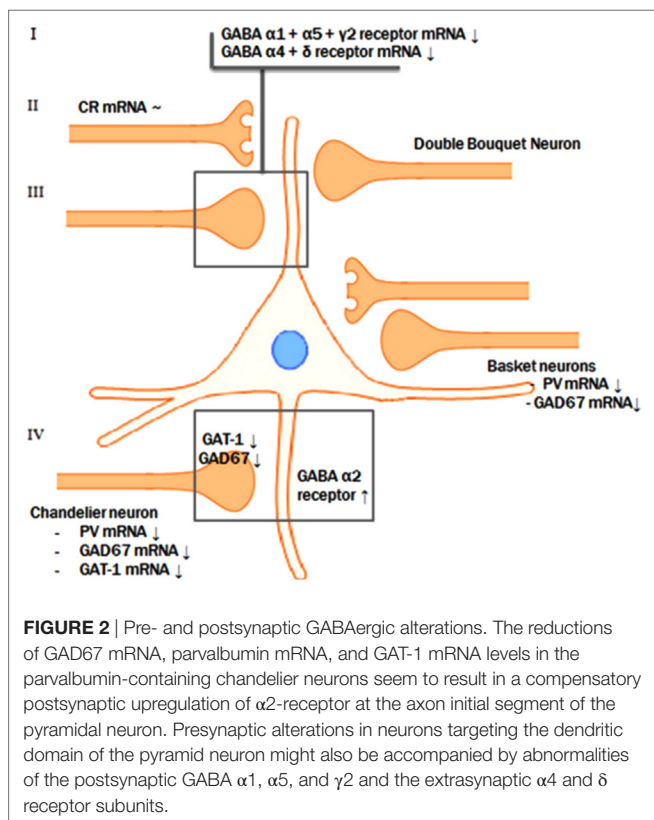 I
GABA α1 + α5 + γ2 receptor mRNA ↓
GABA α4 + δ receptor mRNA ↓
II
CR mRNA ~
Double Bouquet Neuron
III
Basket neurons
- PV mRNA ↓
- GAD67 mRNA↓
IV
GAT-1 ↓
GAD67 ↓
GABA α2
receptor ↑
Chandelier neuron
- PV mRNA ↓
- GAD67 mRNA ↓
- GAT-1 mRNA ↓
FIGURE 2 | Pre- and postsynaptic GABAergic alterations. The reductions
of GAD67 mRNA, parvalbumin mRNA, and GAT-1 mRNA levels in the
parvalbumin-containing chandelier neurons seem to result in a compensatory
postsynaptic upregulation of α2-receptor at the axon initial segment of the
pyramidal neuron. Presynaptic alterations in neurons targeting the dendritic
domain of the pyramid neuron might also be accompanied by abnormalities
of the postsynaptic GABA α1, α5, and γ2 and the extrasynaptic α4 and δ
receptor subunits.